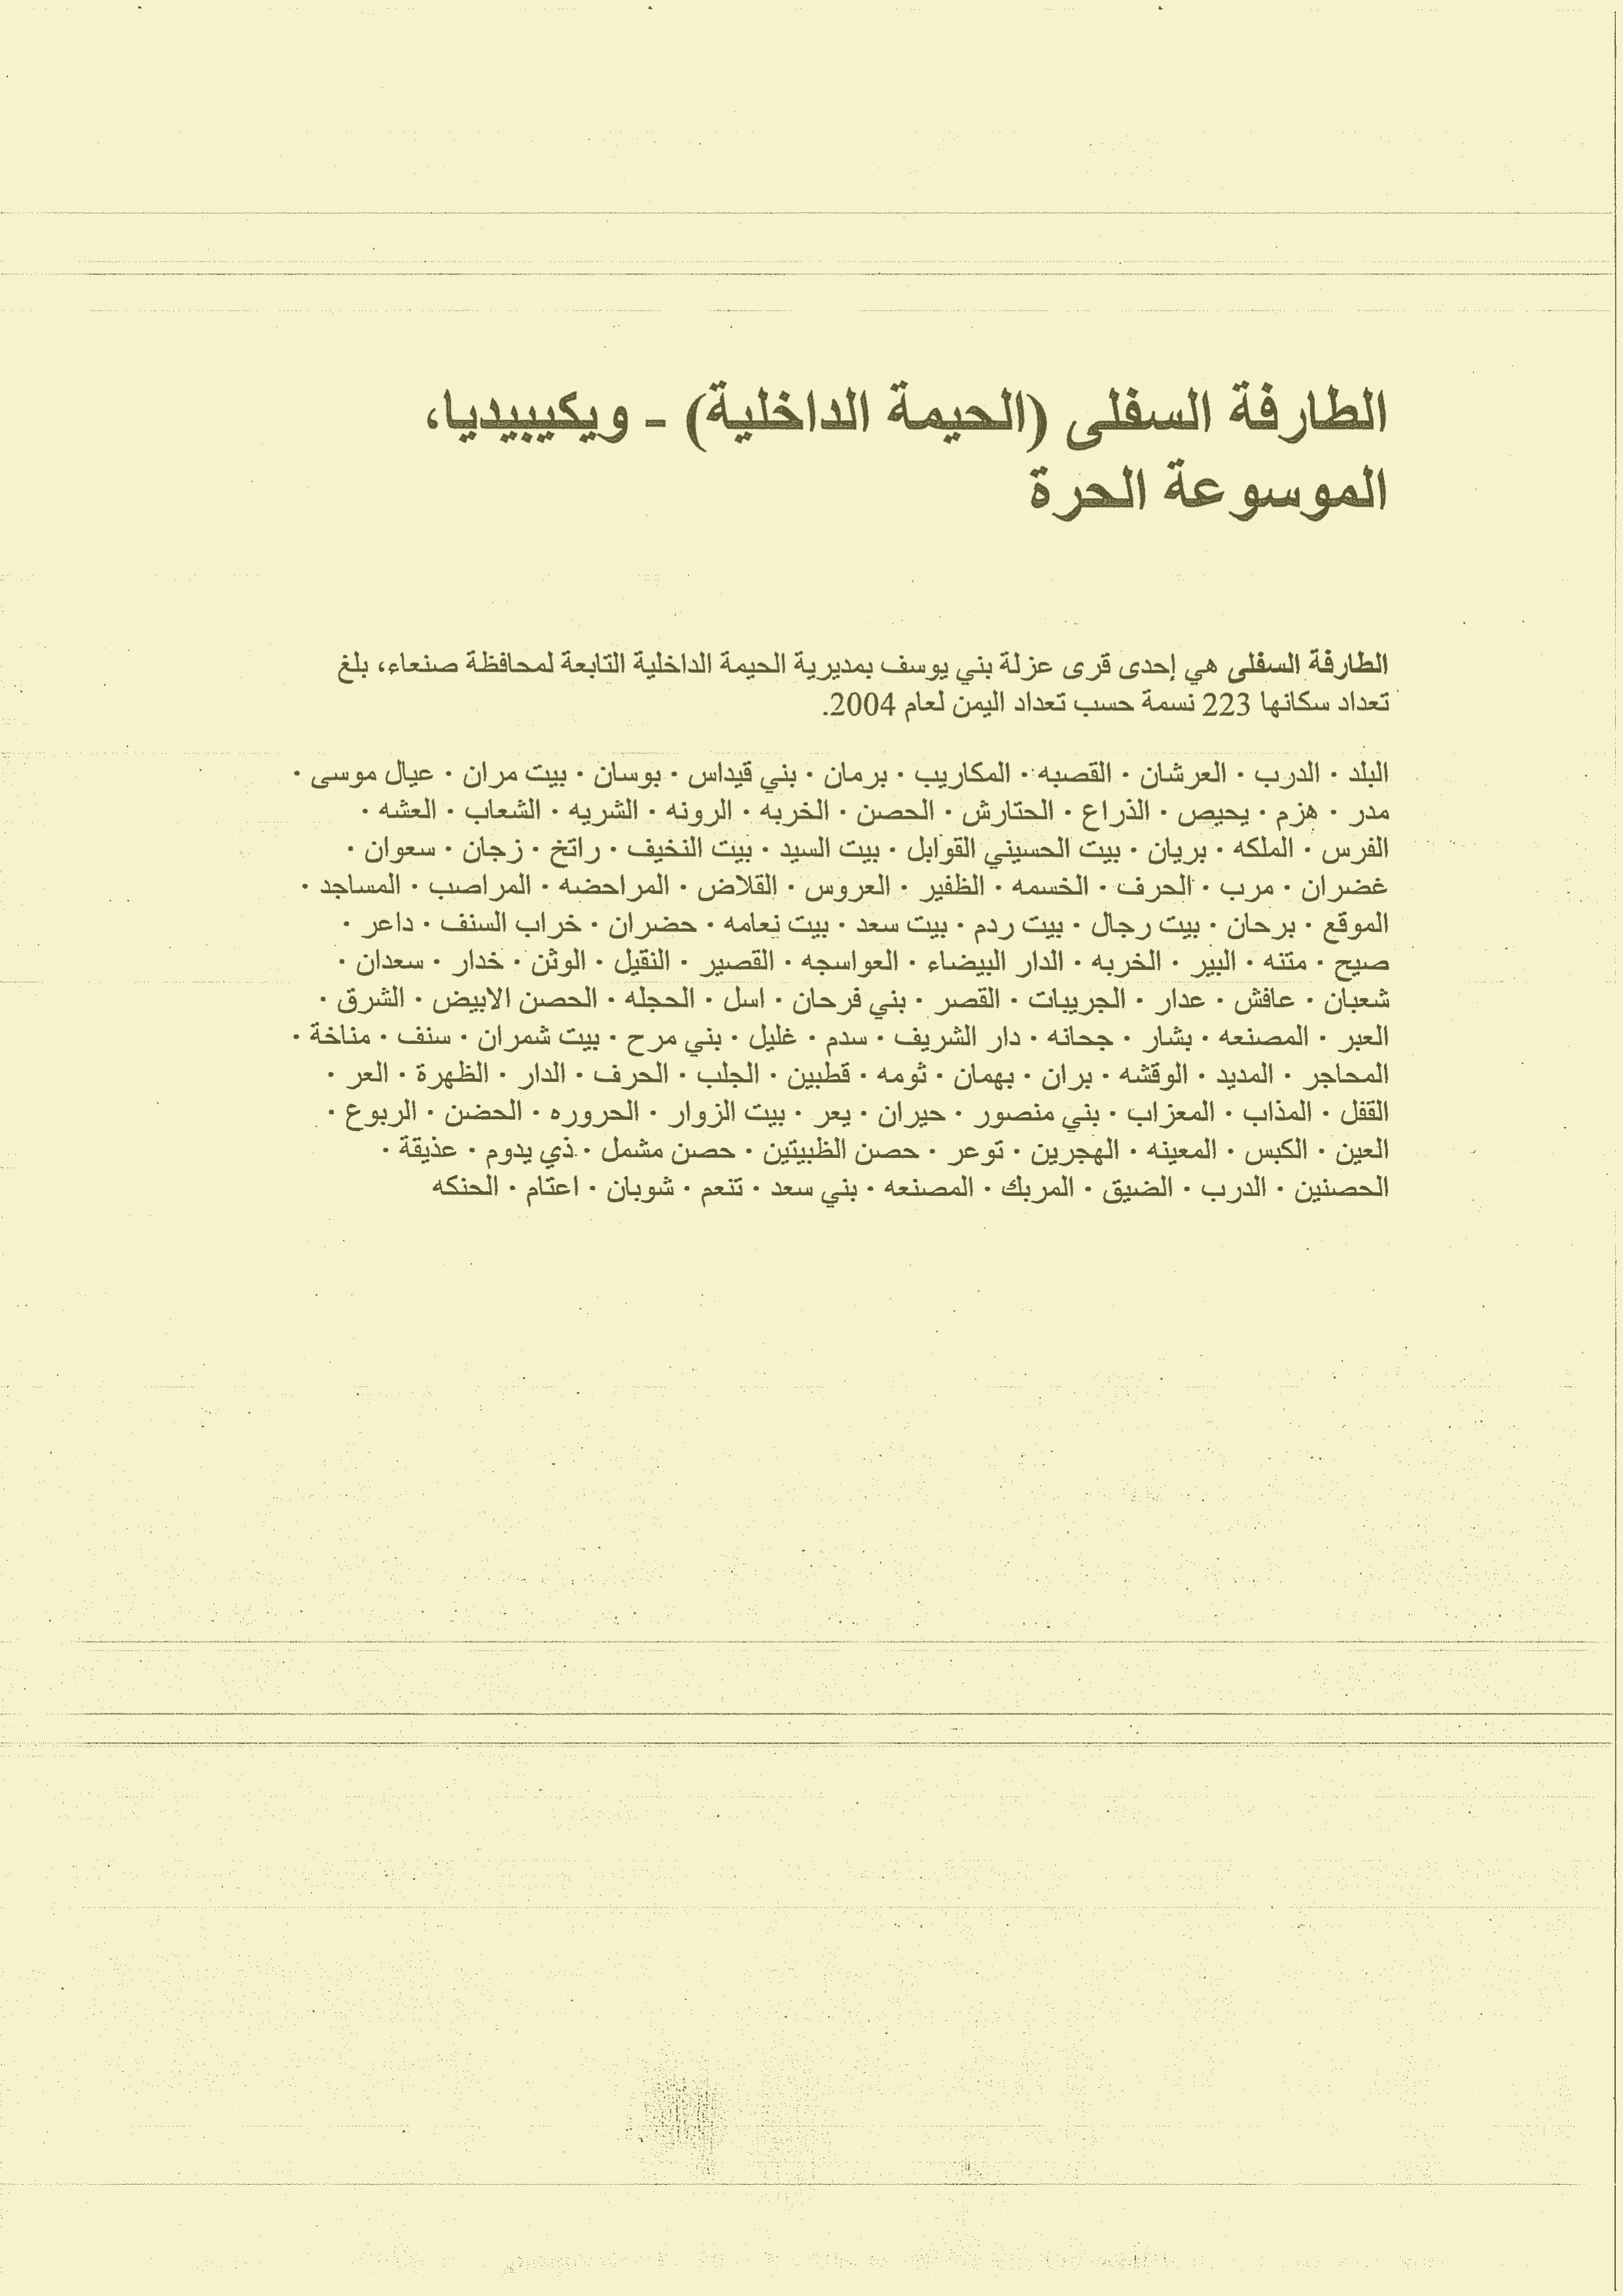 الطارفة السفلى (الحيمة الداخلية) - ويكيبيديا،
الموسوعة الحرة
الطارفة السفلى هي إحدى قرى عزلة بني يوسف بمديرية الحيمة الداخلية التابعة لمحافظة صنعاء، بلغ
تعداد سكانها 223 نسمة حسب تعداد اليمن لعام 2004.
البلد · الدرب · العرشان · القصبه · المكاريب · برمان · بني قيداس · بوسان · بيت مران · عيال موسى ·
مدر · هزم · يحيص · الذراع · الحتارش · الحصن · الخربه · الرونه · الشريه · الشعاب · العشه ·
الفرس · الملكه · بريان · بيت الحسيني القوابل · بيت السيد · بيت النخيف · راتخ · زجان · سعوان ·
غضران · مرب · الحرف · الخسمه · الظفير · العروس · القلاض · المراحضه · المراصب · المساجد ·
الموقع · برحان · بيت رجال · بيت ردم · بيت سعد · بيت نعامه · حضران · خراب السنف · داعر ·
صيح · متنه · البير · الخربه · الدار البيضاء · العواسجه · القصير · النقيل · الوثن · خدار · سعدان ·
شعبان · عافش · عدار · الجريبات · القصر · بني فرحان · اسل · الحجله · الحصن الابيض · الشرق ·
العبر · المصنعه · بشار · جحانه · دار الشريف · سدم · غليل · بني مرح · بيت شمران · سنف · مناخة ·
المحاجر · المديد · الوقشه · بران · بهمان · ثومه · قطبين · الجلب · الحرف · الدار · الظهرة · العر ·
القفل · المذاب · المعزاب · بني منصور · حيران · يعر · بيت الزوار · الحروره · الحضن · الربوع ·
العين · الكبس · المعينه · الهجرين · توعر · حصن الظبيتين · حصن مشمل · ذي يدوم · عذيقة ·
الحصنين · الدرب · الضيق · المربك · المصنعه · بني سعد · تنعم · شوبان · اعتام · الحنكه